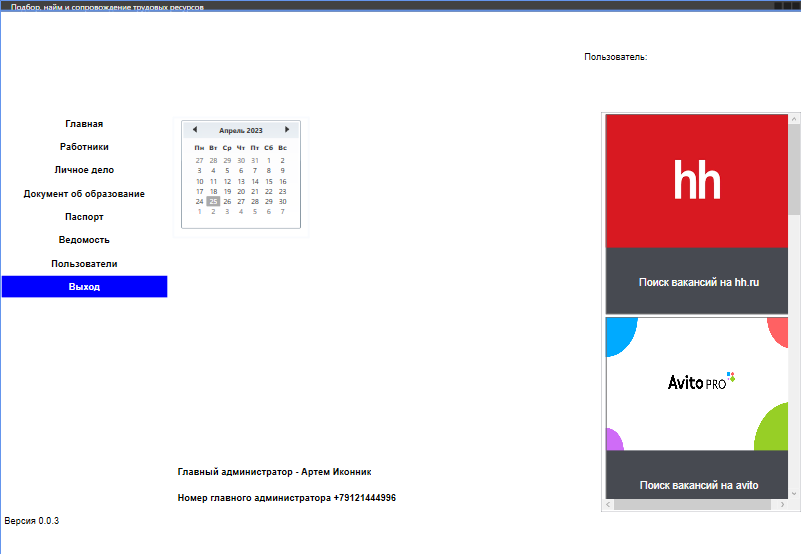 Подбор, найм и сопровождение трудовых ресурсов
Пользователь:
Главная
Работники
Личное дело
Документ об образование
Паспорт
Ведомость
Пользователи
Выход
Апрель 2023
Пн Вт Ср Чт Пт Сб Вс
27 28 29 30 31 1 2
3 4 5 6 7 8 9
10 11 12 13 14 15 16
17 18 19 20 21 22 23
24 25 26 27 28 29 30
1 2 3 4 5 6 7
hh
Поиск вакансий на hh.ru
Avito PRO
Поиск вакансий на avito
Главный администратор - Артем Иконник
Номер главного администратора +79121444996
Версия 0.0.3